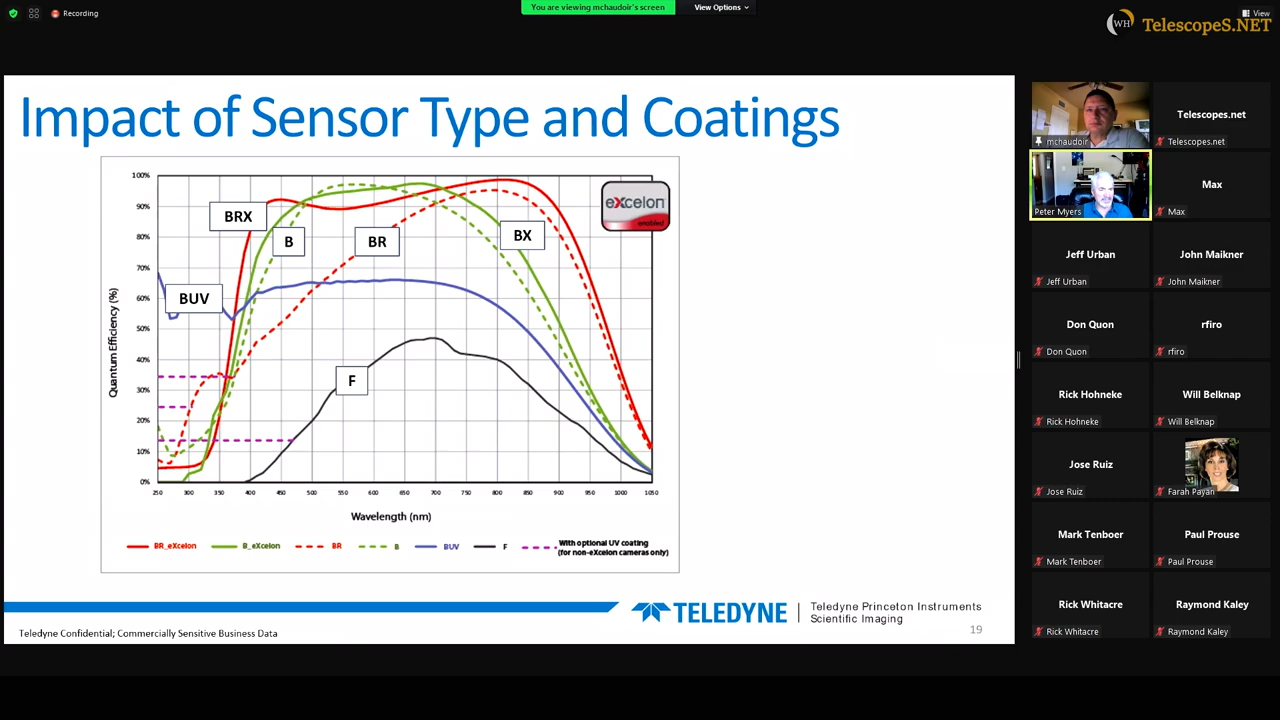 Recording
You are viewing mchaudoir's screen
View Options
View
WH
TelescopeS.NET
Impact of Sensor Type and Coatings
100%
90%
80%
70%
60%
50%
40%
30%
20%
10%
0%
Quantum Efficiency (%)
BRX
B
BR
BX
BUV
F
eXcelon
enabled
250 300 350 400 450 500 550 600 650 700 750 800 850 900 950 1000 1050
Wavelength (nm)
BR_eXcelon B_eXcelon BR B BUV F With optional UV coating
(for non-eXcelon cameras only)
TELEDYNE
Teledyne Princeton Instruments
Scientific Imaging
Teledyne Confidential; Commercially Sensitive Business Data
19
mchaudoir
Telescopes.net
Telescopes.net
Peter Myers
Max
Max
Jeff Urban
Jeff Urban
John Maikner
John Maikner
Don Quon
Don Quon
rfiro
rfiro
Rick Hohneke
Rick Hohneke
Will Belknap
Will Belknap
Jose Ruiz
Jose Ruiz
Farah Payan
Mark Tenboer
Mark Tenboer
Paul Prouse
Paul Prouse
Rick Whitacre
Rick Whitacre
Raymond Kaley
Raymond Kaley